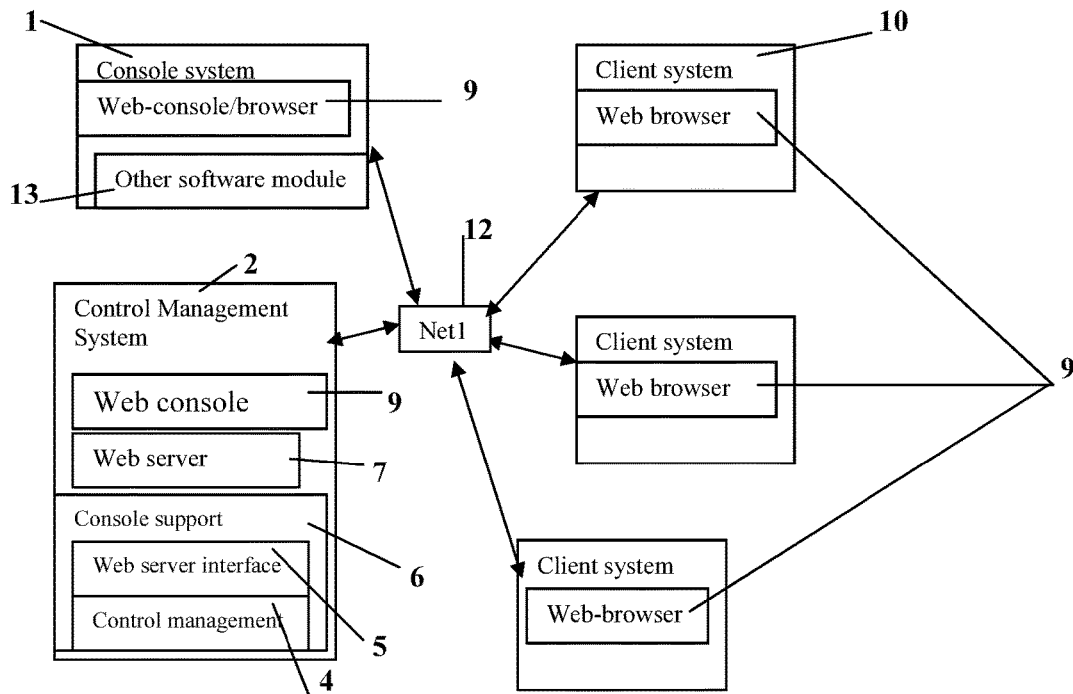 1
Console system
Web-console/browser
9
Other software module
13
10
Client system
Web browser
12
Net1
2
Control Management
System
Web console
9
Web server
7
Console support
6
Web server interface
5
Control management
4
Client system
Web browser
9
Client system
Web-browser